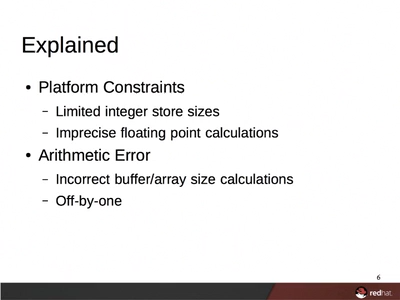 Explained
• Platform Constraints
– Limited integer store sizes
– Imprecise floating point calculations
• Arithmetic Error
– Incorrect buffer/array size calculations
– Off-by-one
6
redhat.